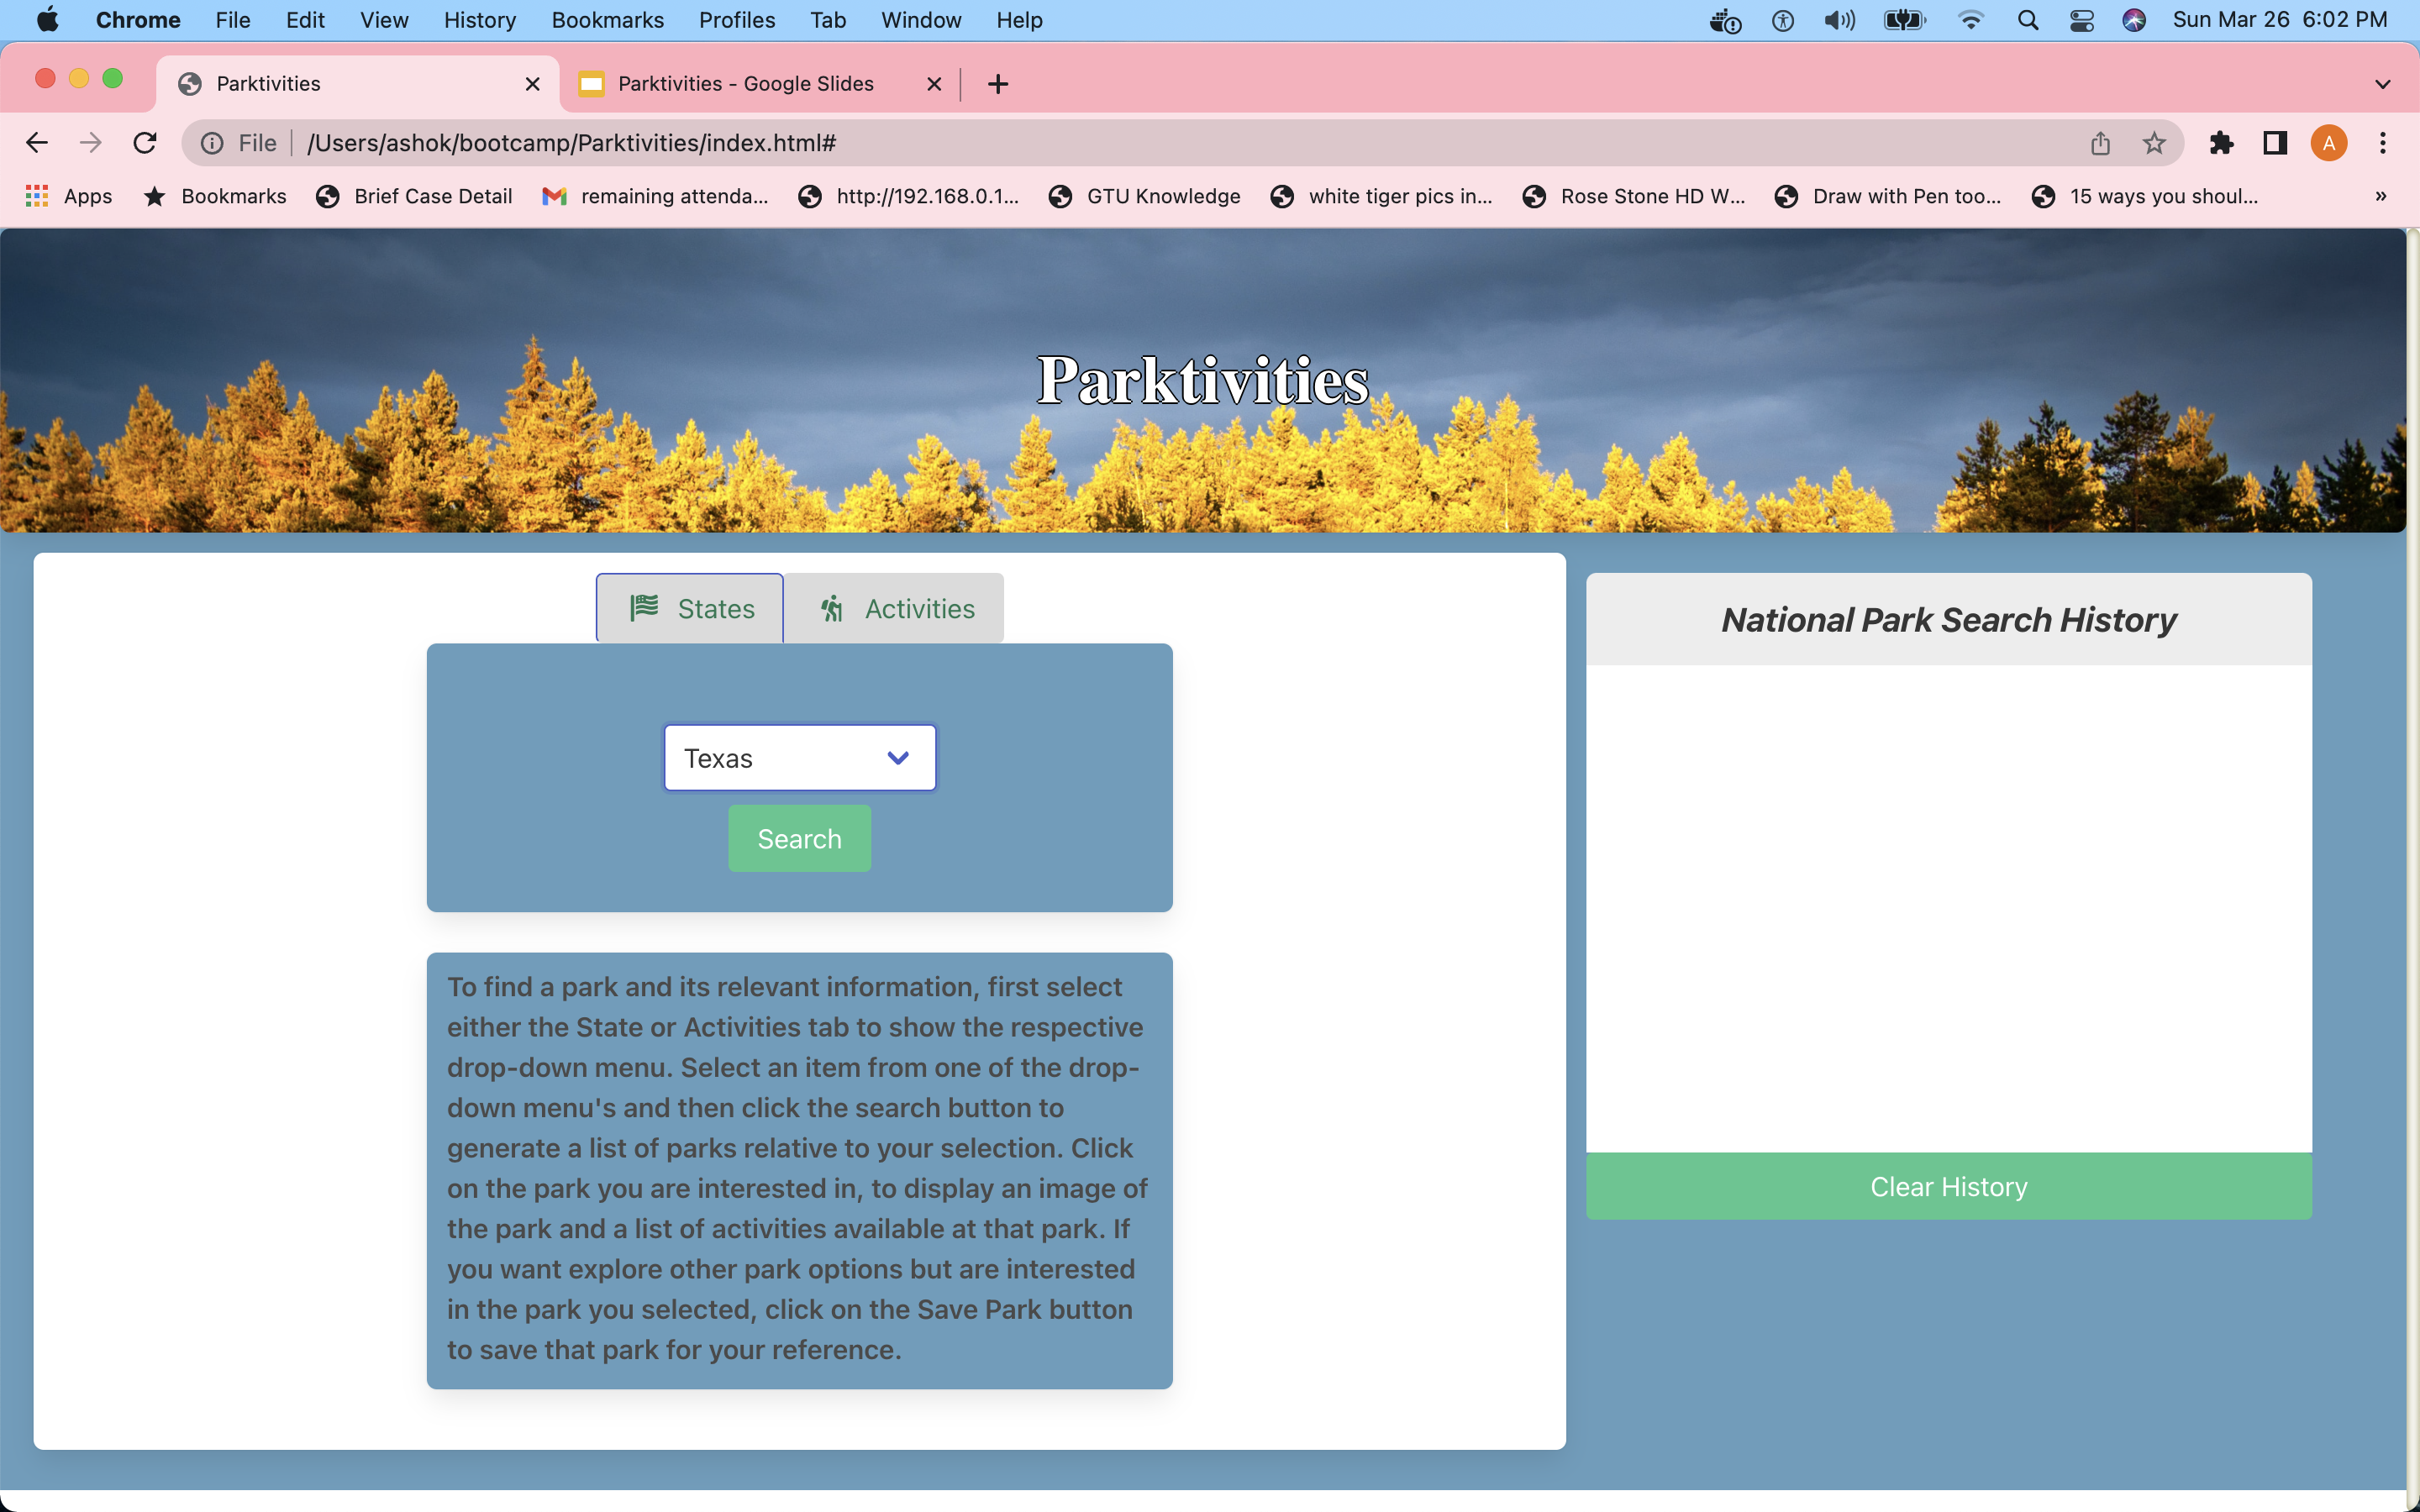 Chrome File Edit View History Bookmarks Profiles Tab Window Help Sun Mar 26 6:02 PM
Parktivities Parktivities - Google Slides
File /Users/ashok/bootcamp/Parktivities/index.html# A
Apps Bookmarks Brief Case Detail remaining attenda... http://192.168.0.1... GTU Knowledge white tiger pics in... Rose Stone HD W... Draw with Pen too... 15 ways you shoul... »
Parktivities
States Activities
National Park Search History
Texas
Search
To find a park and its relevant information, first select
either the State or Activities tab to show the respective
drop-down menu. Select an item from one of the drop-
down menu's and then click the search button to
generate a list of parks relative to your selection. Click
on the park you are interested in, to display an image of
the park and a list of activities available at that park. If
you want explore other park options but are interested
in the park you selected, click on the Save Park button
to save that park for your reference.
Clear History